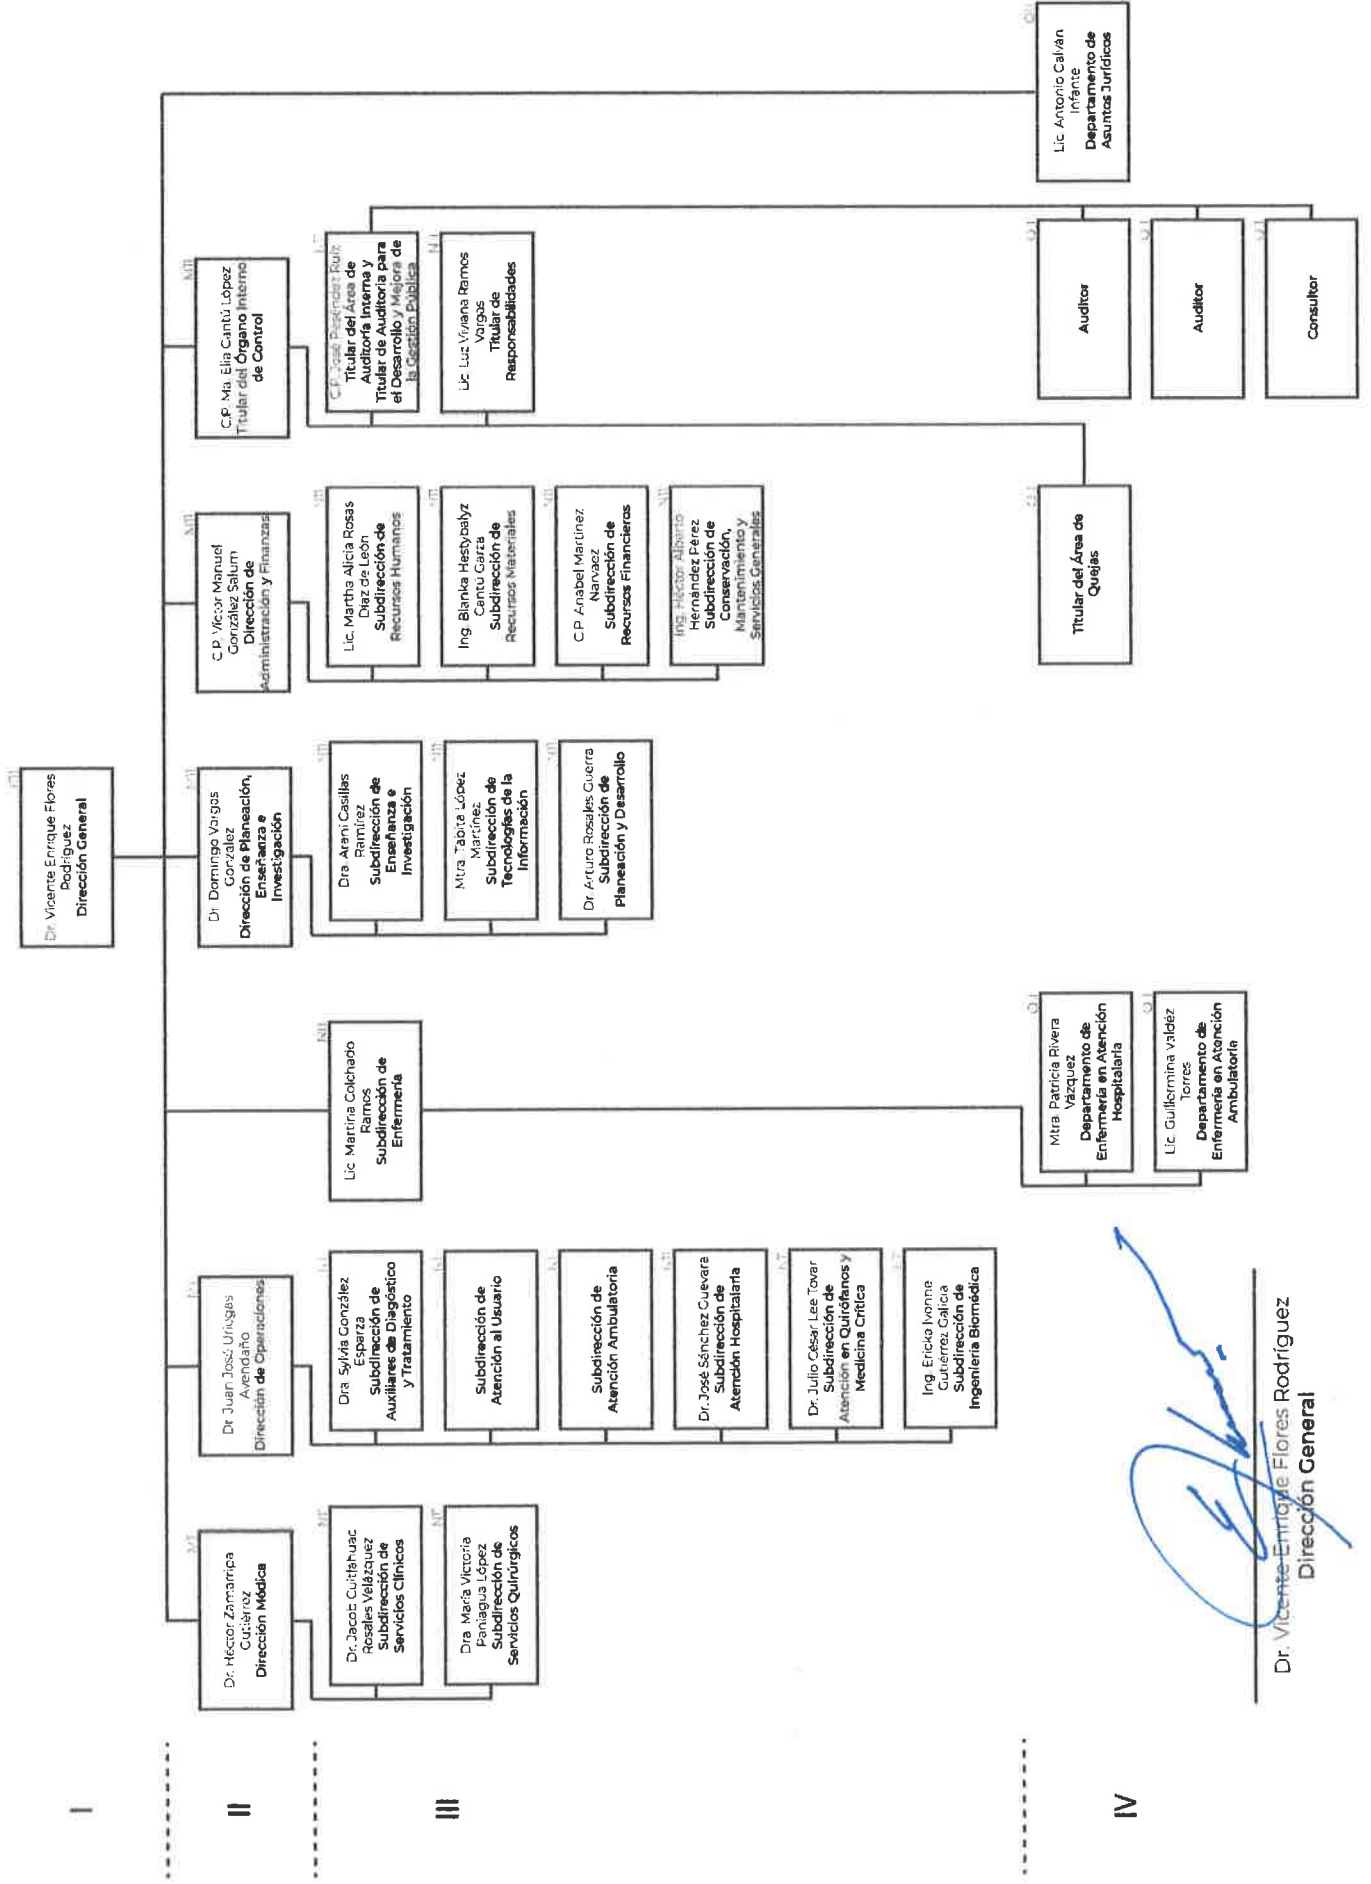 I
II
III
IV
Dr. Vicente Enrique Flores
Rodríguez
Dirección General
Dr. Héctor Zamarripa
Gutiérrez
Dirección Médica
Dr. Jacob Cuitláhuac
Rosales Velázquez
Subdirección de
Servicios Clínicos
Dra. María Victoria
Paniagua López
Subdirección de
Servicios Quirúrgicos
Dr. Juan José
Avendaño
Dirección de Operaciones
Dra. Sylvia González
Esparza
Subdirección de
Auxiliares de Diagóstico
y Tratamiento
Subdirección de
Atención al Usuario
Subdirección de
Atención Ambulatoria
Dr. José Sánchez Guevara
Subdirección de
Atención Hospitalaria
Dr. Julio César Lee Tovar
Subdirección de
Atención en Quirófanos y
Medicina Crítica
Ing. Ericka Ivonne
Gutiérrez Galicia
Subdirección de
Ingeniería Biomédica
Lic. Martina Colchado
Ramos
Subdirección de
Enfermería
Mtra. Patricia Rivera
Vázquez
Departamento de
Enfermería en Atención
Hospitalaria
Lic. Guillermina Valdéz
Torres
Departamento de
Enfermería en Atención
Ambulatoria
Dr. Domingo Vargas
González
Dirección de Planeación,
Enseñanza e
Investigación
Dra. Arani Casillas
Ramírez
Subdirección de
Enseñanza e
Investigación
Mtra. Tabita López
Martínez
Subdirección de
Tecnologías de la
Información
Dr. Arturo Rosales Guerra
Subdirección de
Planeación y Desarrollo
C.P. Víctor Manuel
González Salum
Dirección de
Administración y Finanzas
Lic. Martha Alicia Rosas
Díaz de León
Subdirección de
Recursos Humanos
Ing. Blanka Hestybalyz
Cantú Garza
Subdirección de
Recursos Materiales
C.P Anabel Martínez
Narvaez
Subdirección de
Recursos Financieros
Ing. Héctor Alberto
Hernández Pérez
Subdirección de
Conservación,
Mantenimiento y
Servicios Generales
C.P. Ma. Elia Cantú López
Titular del Órgano Interno
de Control
C.P. José Reséndez Ruiz
Titular del Área de
Auditoría Interna y
Titular de Auditoria para
el Desarrollo y Mejora de
la Gestión Pública
Lic. Luz Viviana Ramos
Vargas
Titular de
Responsabilidades
Titular del Área de
Quejas
Auditor
Auditor
Consultor
Lic. Antonio Galván
Infante
Departamento de
Asuntos Jurídicos
Dr. Vicente Enrique Flores Rodríguez
Dirección General